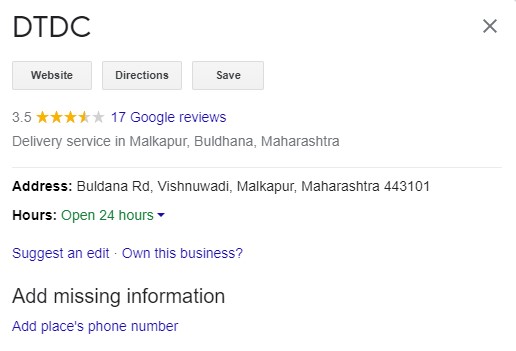 DTDC
Website Directions Save
3.5 17 Google reviews
Delivery service in Malkapur, Buldhana, Maharashtra
Address: Buldana Rd, Vishnuwadi, Malkapur, Maharashtra 443101
Hours: Open 24 hours
Suggest an edit · Own this business?
Add missing information
Add place's phone number